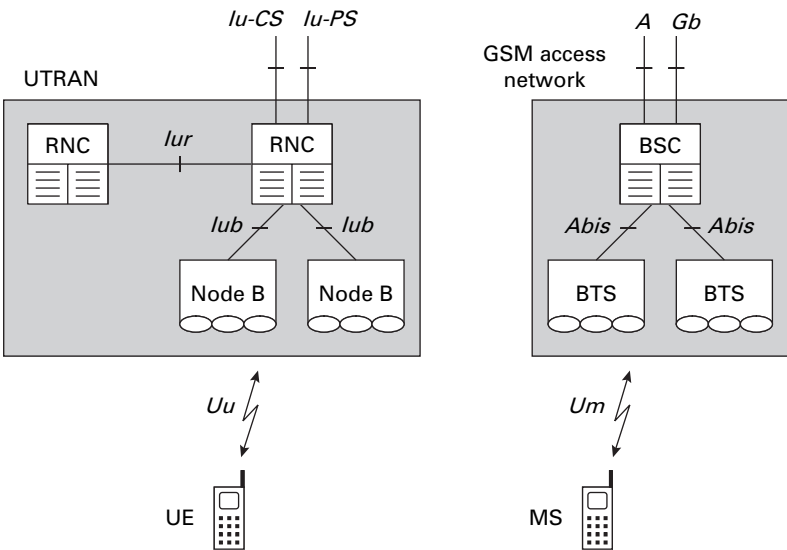 Iu-CS Iu-PS
A Gb
GSM access
network
UTRAN
RNC
Iur
RNC
BSC
Iub
Iub
Abis
Abis
Node B
Node B
BTS
BTS
Uu
Um
UE
MS